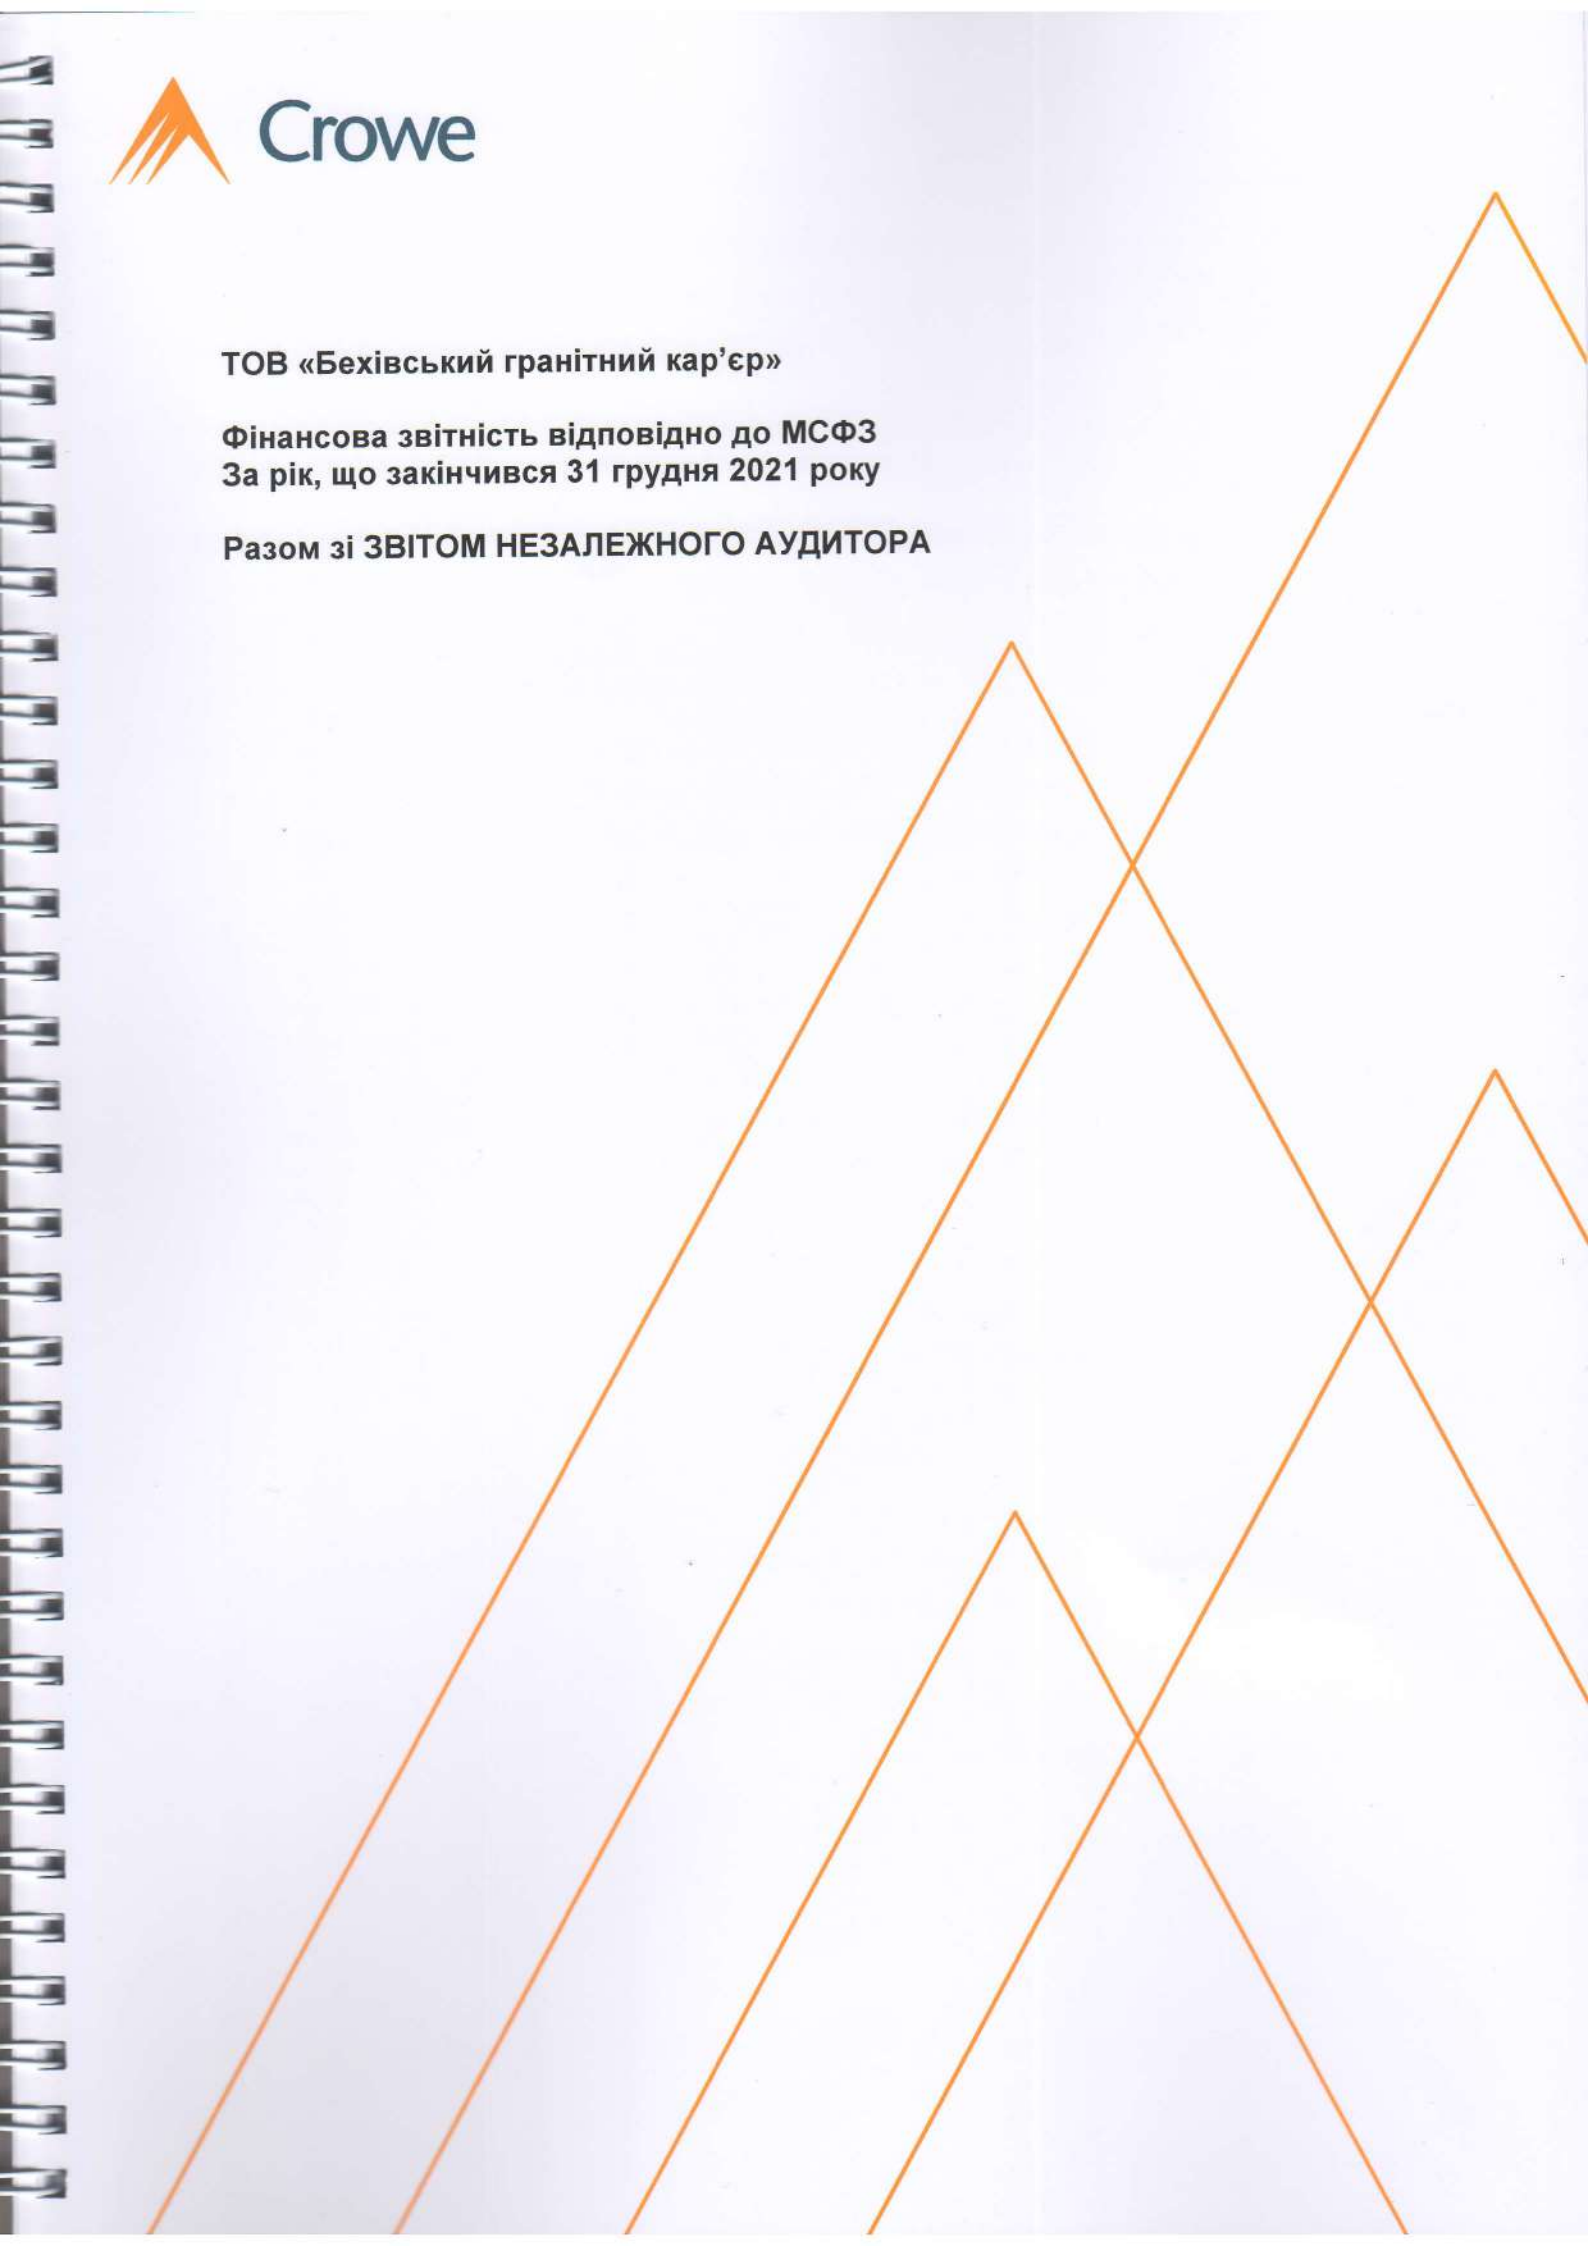 Crowe
ТОВ «Бехівський гранітний кар’єр»
Фінансова звітність відповідно до МСФЗ
За рік, що закінчився 31 грудня 2021 року
Разом зі ЗВІТОМ НЕЗАЛЕЖНОГО АУДИТОРА